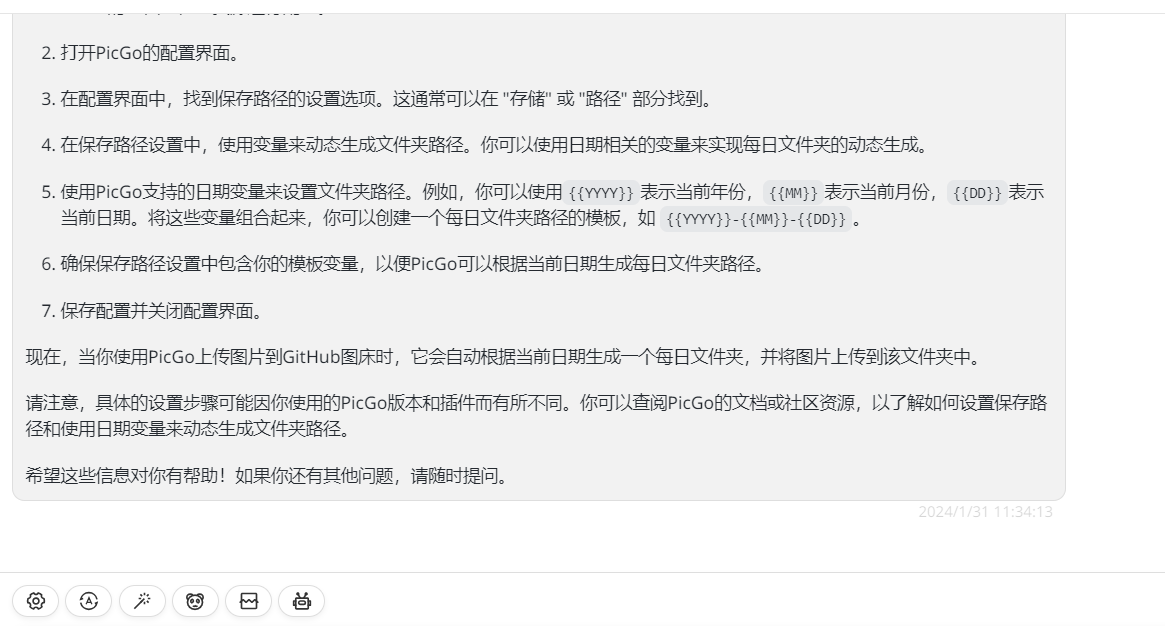 2. 打开PicGo的配置界面。
3. 在配置界面中，找到保存路径的设置选项。这通常可以在 "存储" 或 "路径" 部分找到。
4. 在保存路径设置中，使用变量来动态生成文件夹路径。你可以使用日期相关的变量来实现每日文件夹的动态生成。
5. 使用PicGo支持的日期变量来设置文件夹路径。例如，你可以使用 {{YYYY}} 表示当前年份， {{MM}} 表示当前月份， {{DD}} 表示
当前日期。将这些变量组合起来，你可以创建一个每日文件夹路径的模板，如 {{YYYY}}-{{MM}}-{{DD}} 。
6. 确保保存路径设置中包含你的模板变量，以便PicGo可以根据当前日期生成每日文件夹路径。
7. 保存配置并关闭配置界面。
现在，当你使用PicGo上传图片到GitHub图床时，它会自动根据当前日期生成一个每日文件夹，并将图片上传到该文件夹中。
请注意，具体的设置步骤可能因你使用的PicGo版本和插件而有所不同。你可以查阅PicGo的文档或社区资源，以了解如何设置保存路
径和使用日期变量来动态生成文件夹路径。
希望这些信息对你有帮助！如果你还有其他问题，请随时提问。
2024/1/31 11:34:13